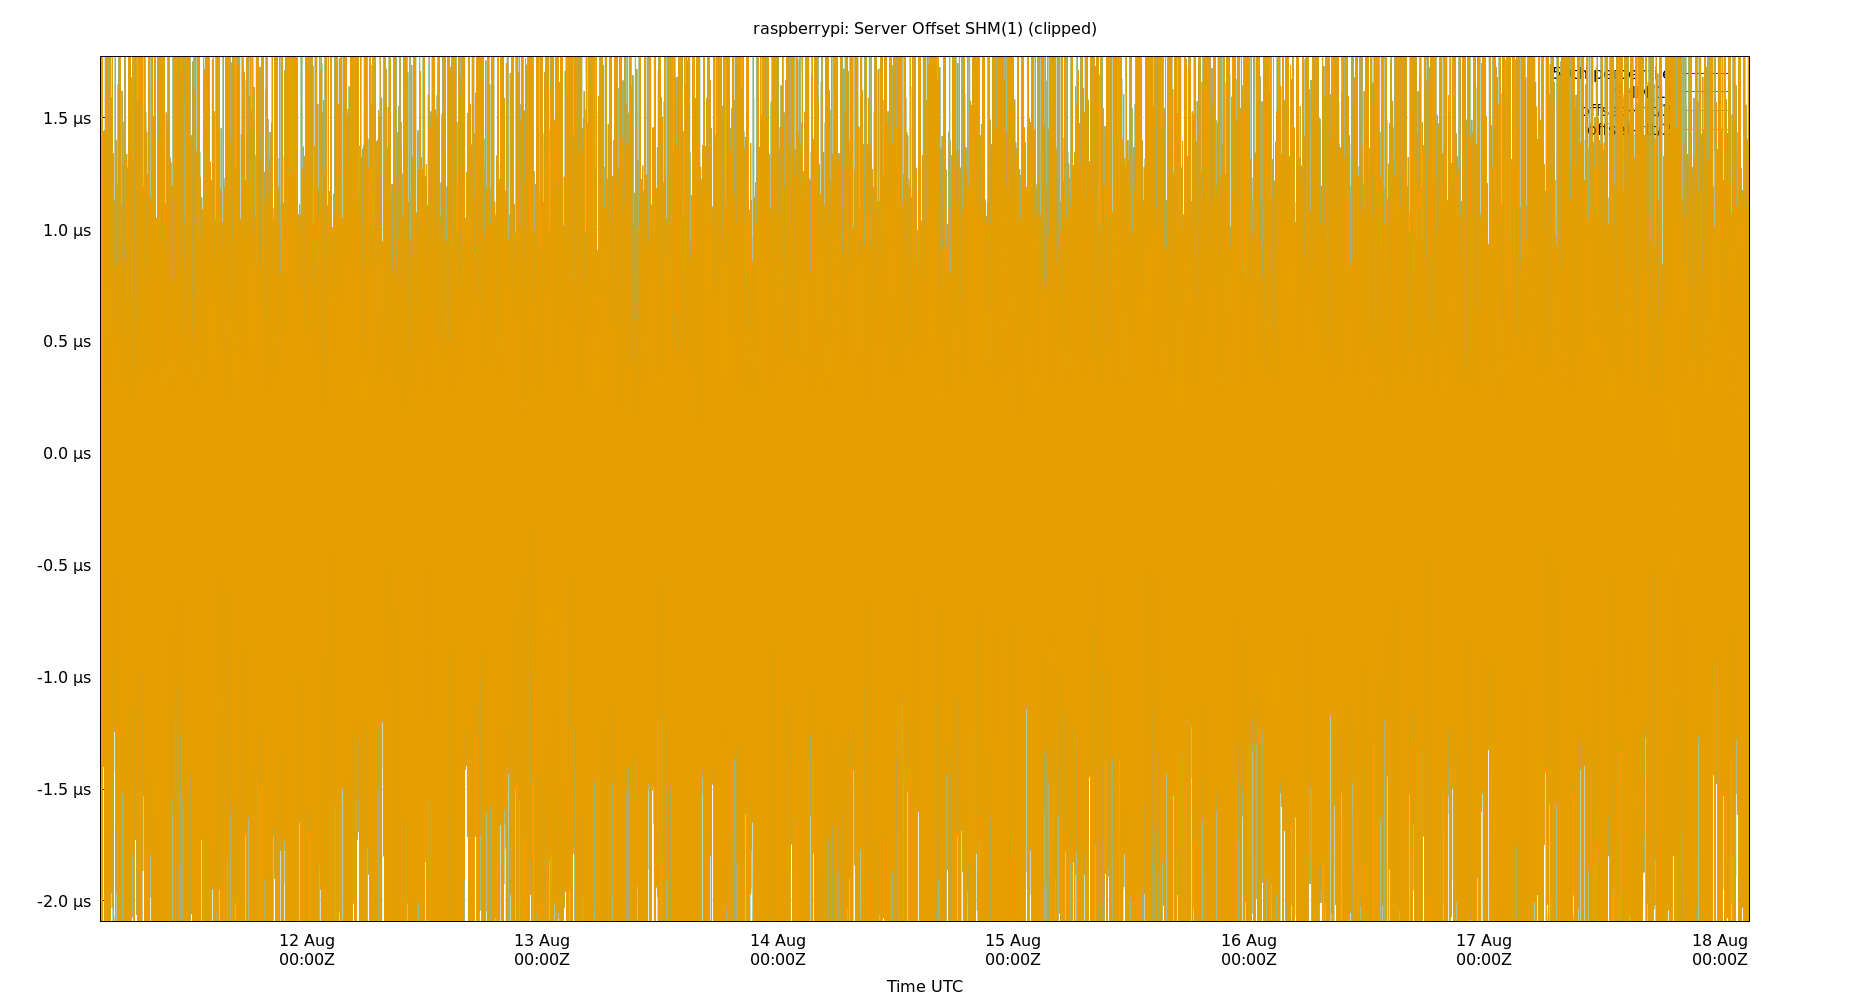 raspberrypi: Server Offset SHM(1) (clipped)
1.5 µs
1.0 µs
0.5 µs
0.0 µs
-0.5 µs
-1.0 µs
-1.5 µs
-2.0 µs
12 Aug 13 Aug 14 Aug 15 Aug 16 Aug 17 Aug 18 Aug
00:00Z 00:00Z 00:00Z 00:00Z 00:00Z 00:00Z 00:00Z
Time UTC